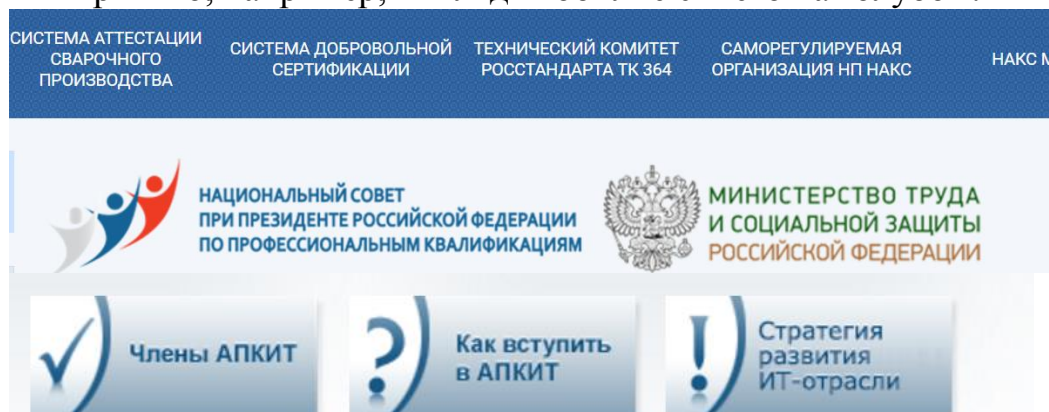 например,
СИСТЕМА АТТЕСТАЦИИ
СВАРОЧНОГО
ПРОИЗВОДСТВА
СИСТЕМА ДОБРОВОЛЬНОЙ
СЕРТИФИКАЦИИ
ТЕХНИЧЕСКИЙ КОМИТЕТ
РОССТАНДАРТА ТК 364
САМОРЕГУЛИРУЕМАЯ
ОРГАНИЗАЦИЯ НП НАКС
НАКС М
НАЦИОНАЛЬНЫЙ СОВЕТ
ПРИ ПРЕЗИДЕНТЕ РОССИЙСКОЙ ФЕДЕРАЦИИ
ПО ПРОФЕССИОНАЛЬНЫМ КВАЛИФИКАЦИЯМ
МИНИСТЕРСТВО ТРУДА
И СОЦИАЛЬНОЙ ЗАЩИТЫ
РОССИЙСКОЙ ФЕДЕРАЦИИ
Члены АПКИТ
Как вступить
в АПКИТ
Стратегия
развития
ИТ-отрасли